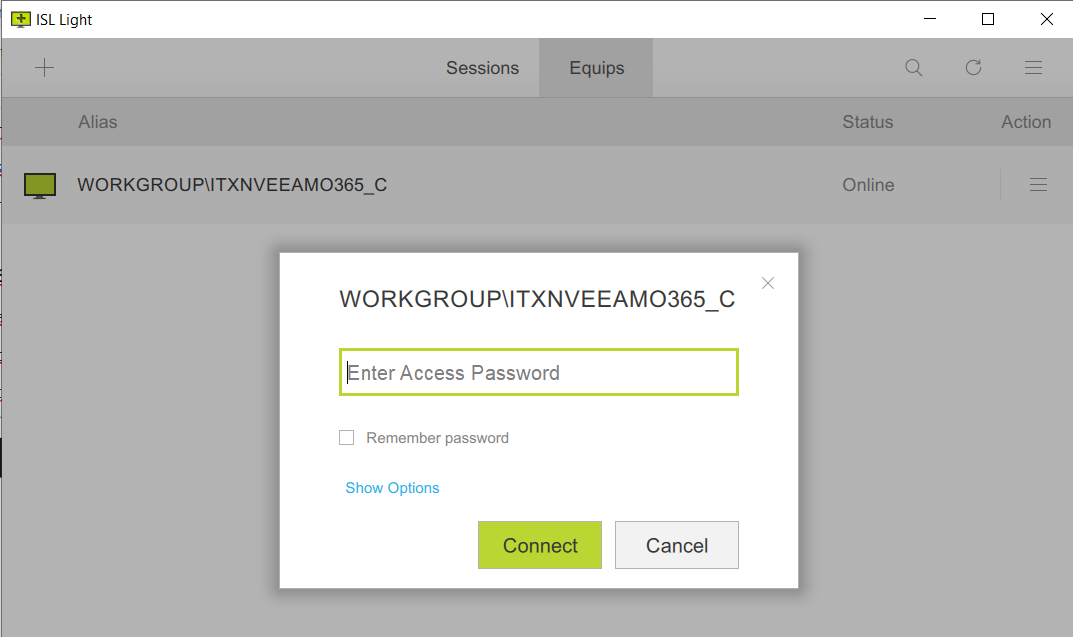 ISL Light
Sessions Equips
Alias Status Action
WORKGROUP\ITXNVEEAMO365_C Online
WORKGROUP\ITXNVEEAMO365_C
Enter Access Password
Remember password
Show Options
Connect Cancel